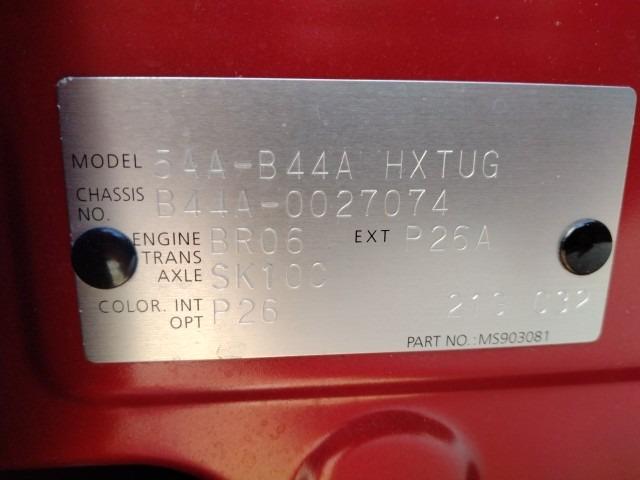 MODEL 54A-B44A HXTUG
CHASSIS NO. B44A-0027074
ENGINE BR06 EXT P26A
TRANS AXLE SK10C
COLOR. INT P26
OPT
PART NO.: MS903081